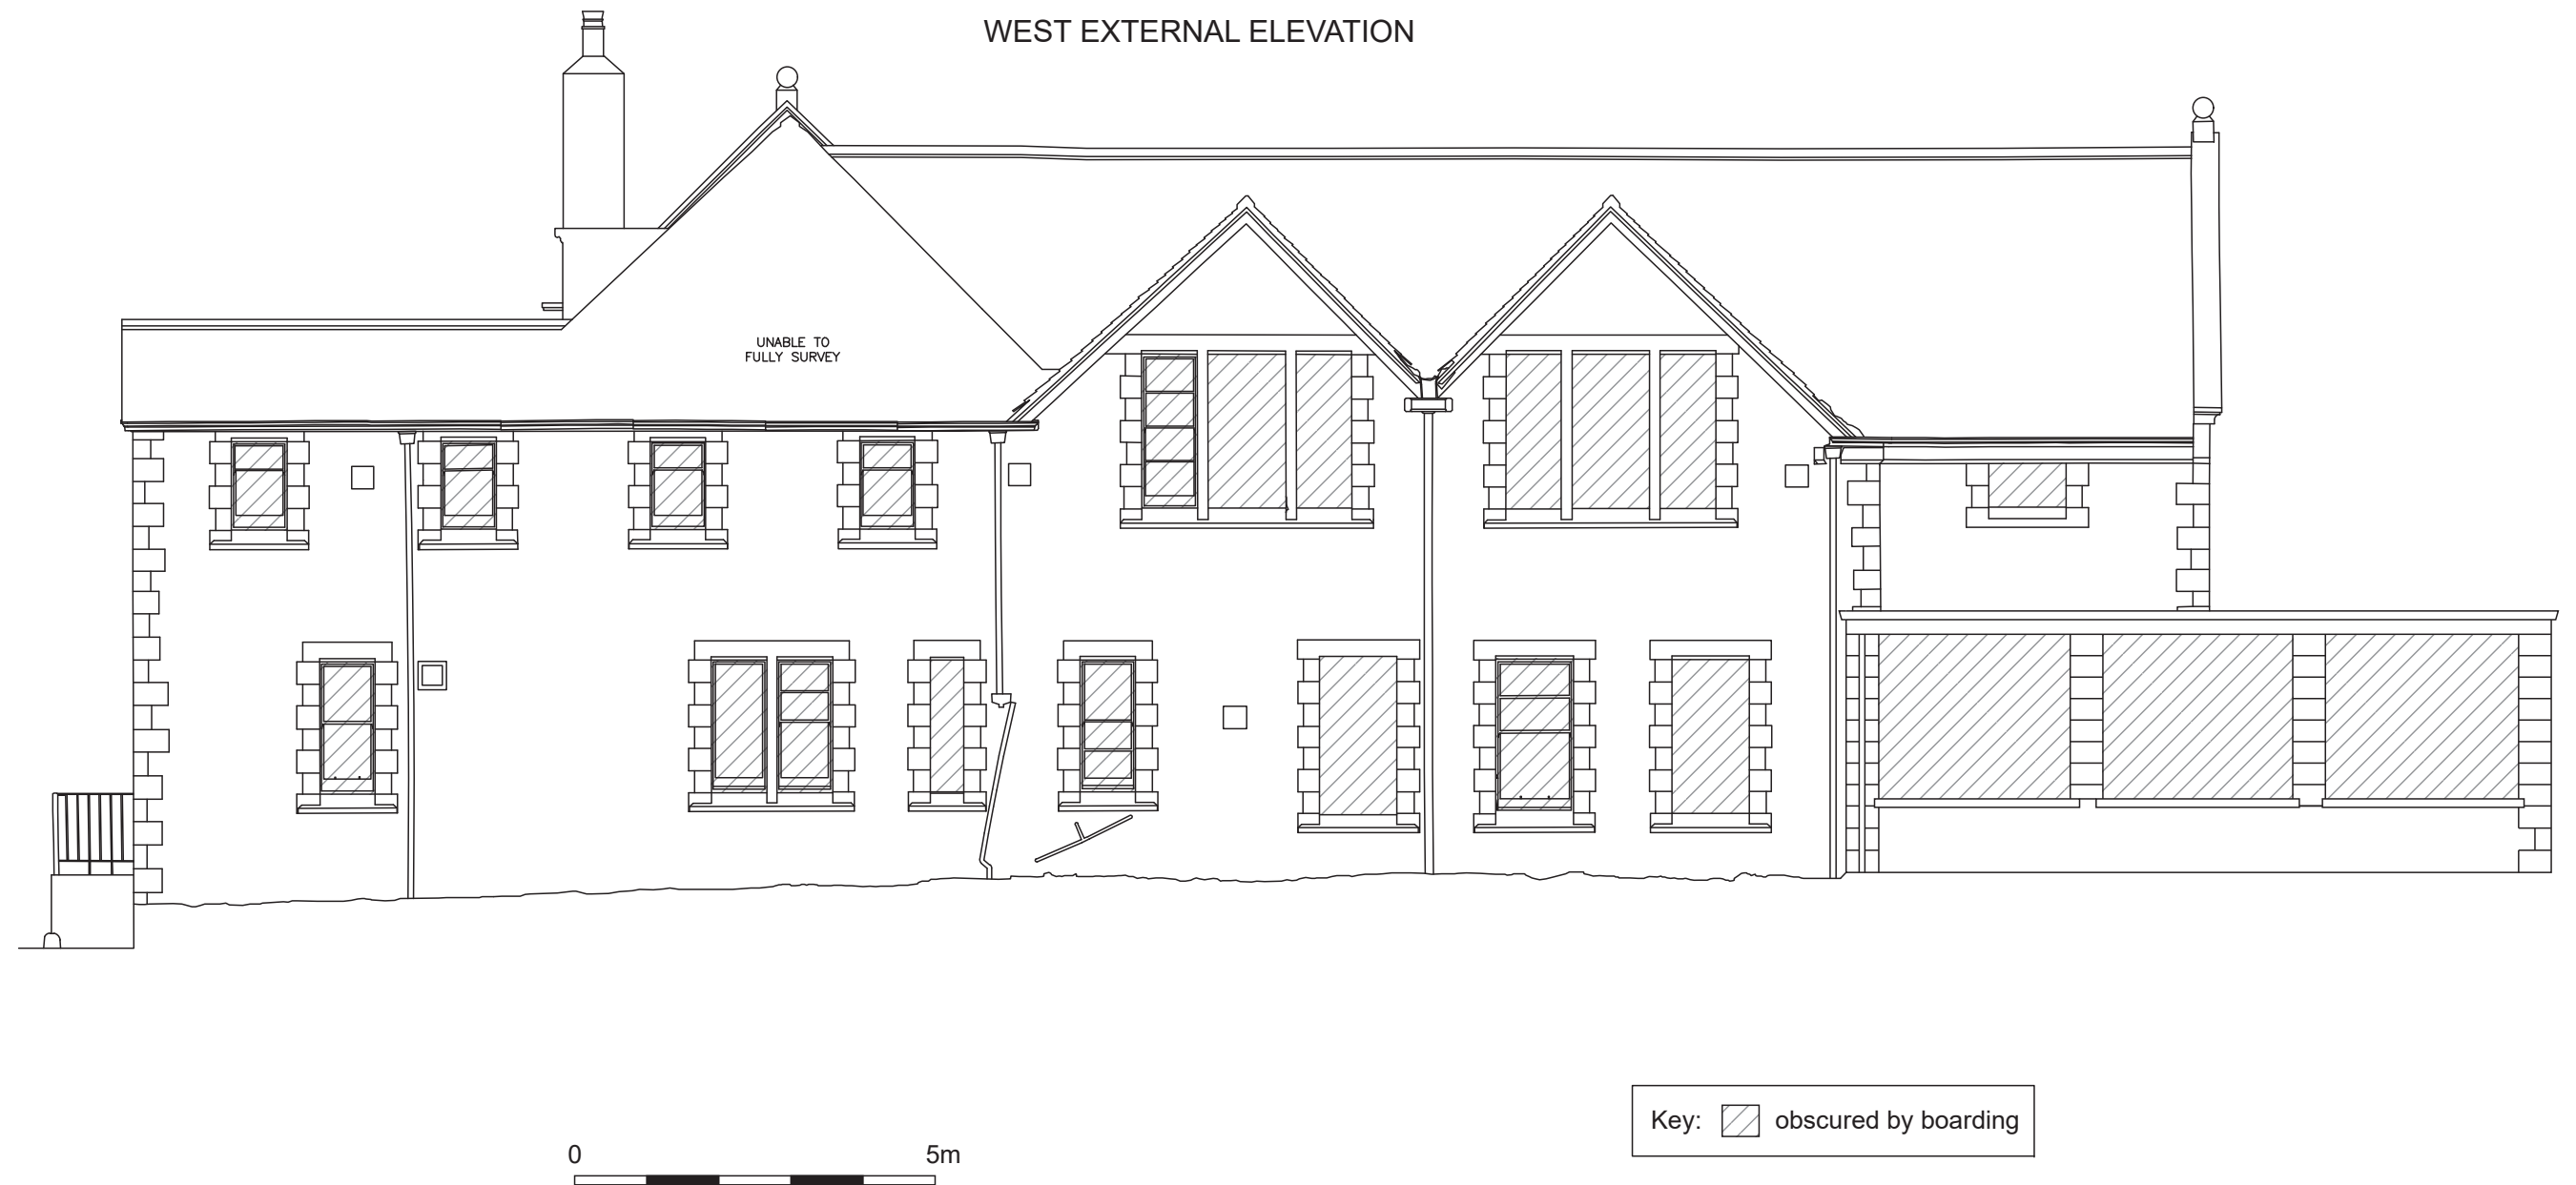 WEST EXTERNAL ELEVATION
UNABLE TO
FULLY SURVEY
Key: obscured by boarding
0 5m